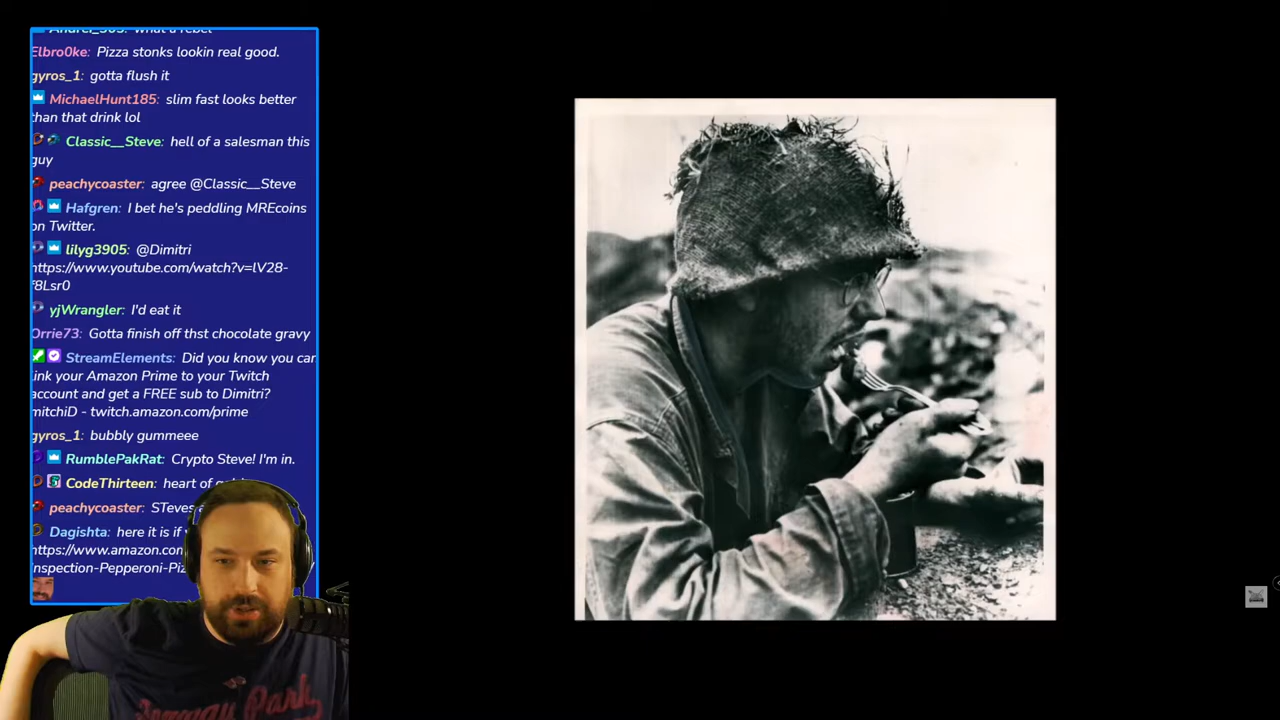 Elbro0ke: Pizza stonks lookin real good.
gyros_1: gotta flush it
MichaelHunt185: slim fast looks better
than that drink lol
Classic__Steve: hell of a salesman this
guy
peachycoaster: agree @Classic__Steve
Hafgren: I bet he's peddling MREcoins
on Twitter.
lilyg3905: @Dimitri
https://www.youtube.com/watch?v=lV28-
f8Lsr0
yjWrangler: I'd eat it
Orrie73: Gotta finish off thst chocolate gravy
StreamElements: Did you know you can
link your Amazon Prime to your Twitch
account and get a FREE sub to Dimitri?
mitchiD - twitch.amazon.com/prime
gyros_1: bubbly gummeee
RumblePakRat: Crypto Steve! I'm in.
CodeThirteen: heart of
peachycoaster: STeves
Dagishta: here it is if
https://www.amazon.com
Inspection-Pepperoni-Piz
Park